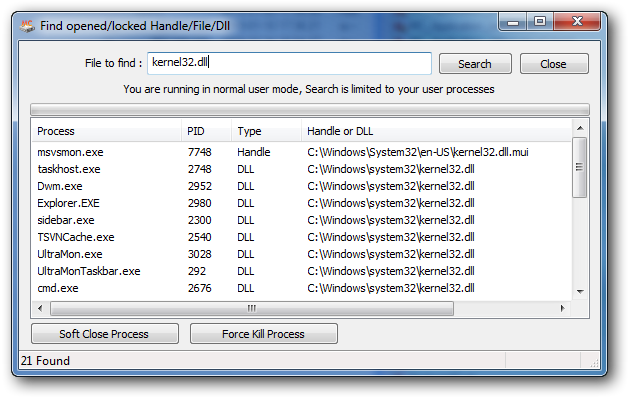 Find opened/locked Handle/File/Dll
File to find : kernel32.dll Search Close
You are running in normal user mode, Search is limited to your user processes
Process PID Type Handle or DLL
msvsmon.exe 7748 Handle C:\Windows\System32\en-US\kernel32.dll.mui
taskhost.exe 2748 DLL C:\Windows\system32\kernel32.dll
Dwm.exe 2952 DLL C:\Windows\system32\kernel32.dll
Explorer.EXE 2980 DLL C:\Windows\system32\kernel32.dll
sidebar.exe 2300 DLL C:\Windows\system32\kernel32.dll
TSVNCache.exe 2540 DLL C:\Windows\system32\kernel32.dll
UltraMon.exe 3028 DLL C:\Windows\system32\kernel32.dll
UltraMonTaskbar.exe 292 DLL C:\Windows\system32\kernel32.dll
cmd.exe 2676 DLL C:\Windows\system32\kernel32.dll
Soft Close Process Force Kill Process
21 Found